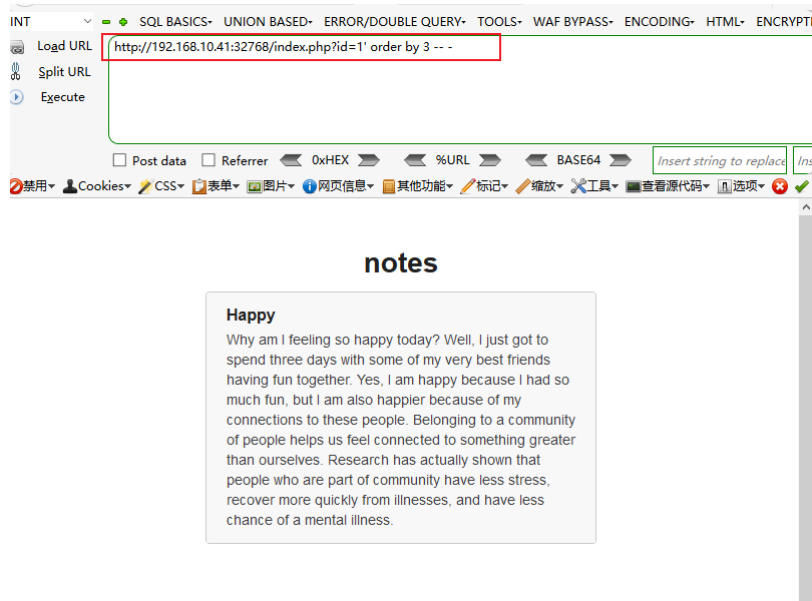 INT SQL BASICS UNION BASED ERROR/DOUBLE QUERY TOOLS WAF BYPASS ENCODING HTML ENCRYPTI
Load URL http://192.168.10.41:32768/index.php?id=1' order by 3 -- -
Split URL
Execute
Post data Referrer 0xHEX %URL BASE64 Insert string to replace Ins
禁用 Cookies CSS 表单 图片 网页信息 其他功能 标记 缩放 工具 查看源代码 选项
notes
Happy
Why am I feeling so happy today? Well, I just got to
spend three days with some of my very best friends
having fun together. Yes, I am happy because I had so
much fun, but I am also happier because of my
connections to these people. Belonging to a community
of people helps us feel connected to something greater
than ourselves. Research has actually shown that
people who are part of community have less stress,
recover more quickly from illnesses, and have less
chance of a mental illness.